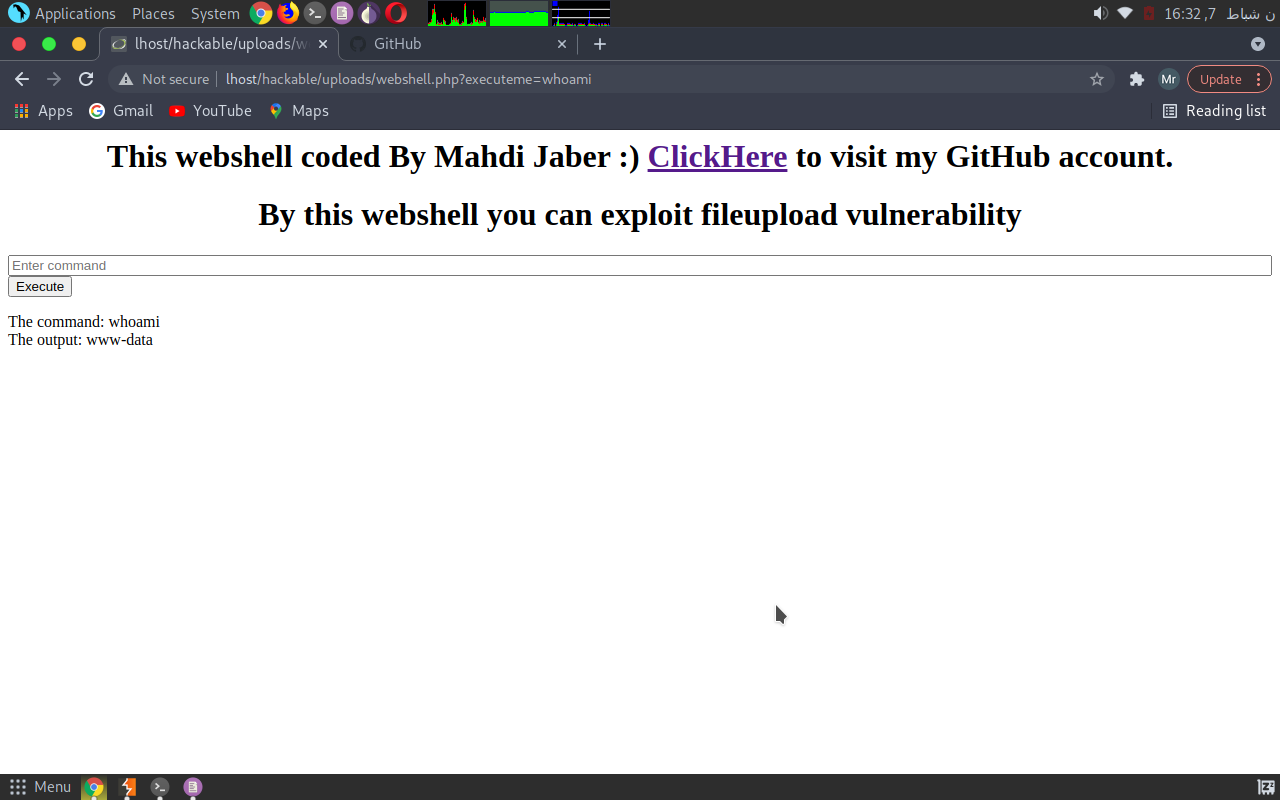 Applications Places System
16:32 ,7 ن شباط
lhost/hackable/uploads/w
GitHub
Not secure lhost/hackable/uploads/webshell.php?executeme=whoami
Mr
Update
Apps Gmail YouTube Maps
Reading list
This webshell coded By Mahdi Jaber :) ClickHere to visit my GitHub account.
By this webshell you can exploit fileupload vulnerability
Enter command
Execute
The command: whoami
The output: www-data
Menu